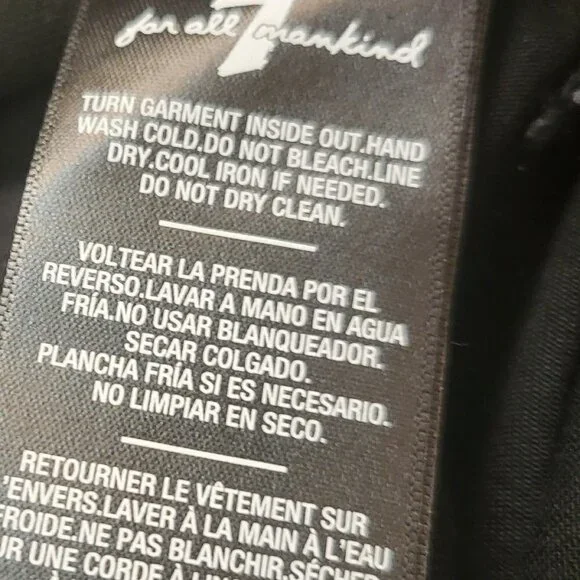 for all 7 mankind
TURN GARMENT INSIDE OUT.HAND
WASH COLD.DO NOT BLEACH.LINE
DRY.COOL IRON IF NEEDED.
DO NOT DRY CLEAN.
VOLTEAR LA PRENDA POR EL
REVERSO.LAVAR A MANO EN AGUA
FRÍA.NO USAR BLANQUEADOR.
SECAR COLGADO.
PLANCHA FRÍA SI ES NECESARIO.
NO LIMPIAR EN SECO.
RETOURNER LE VÊTEMENT SUR
'ENVERS.LAVER À LA MAIN À L'EAU
FROIDE.NE PAS BLANCHIR.SÉCHER
UNE CORDE À